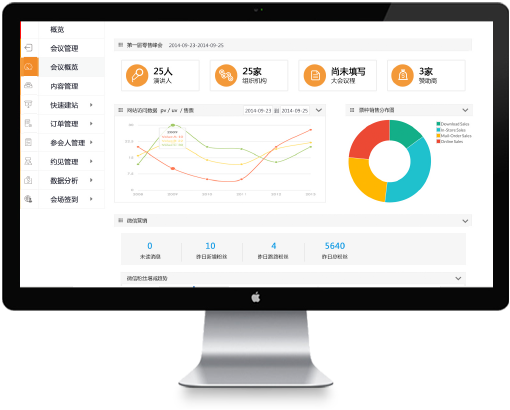 概览
会议管理
会议概览
内容管理
快速建站
订单管理
参会人管理
约见管理
数据分析
会场签到
第一届零售峰会 2014-09-23-2014-09-25
25人
演讲人
25家
组织机构
尚未填写
大会议程
3家
赞助商
网站访问数据 pv / uv / 售票
2014-09-23 至 2014-09-25
票种销售分布图
Download Sales
In-Store Sales
Mail-Order Sales
Online Sales
微信营销
0
未读消息
10
昨日新增粉丝
4
昨日跑路粉丝
5640
昨日总粉丝
微信粉丝增减趋势